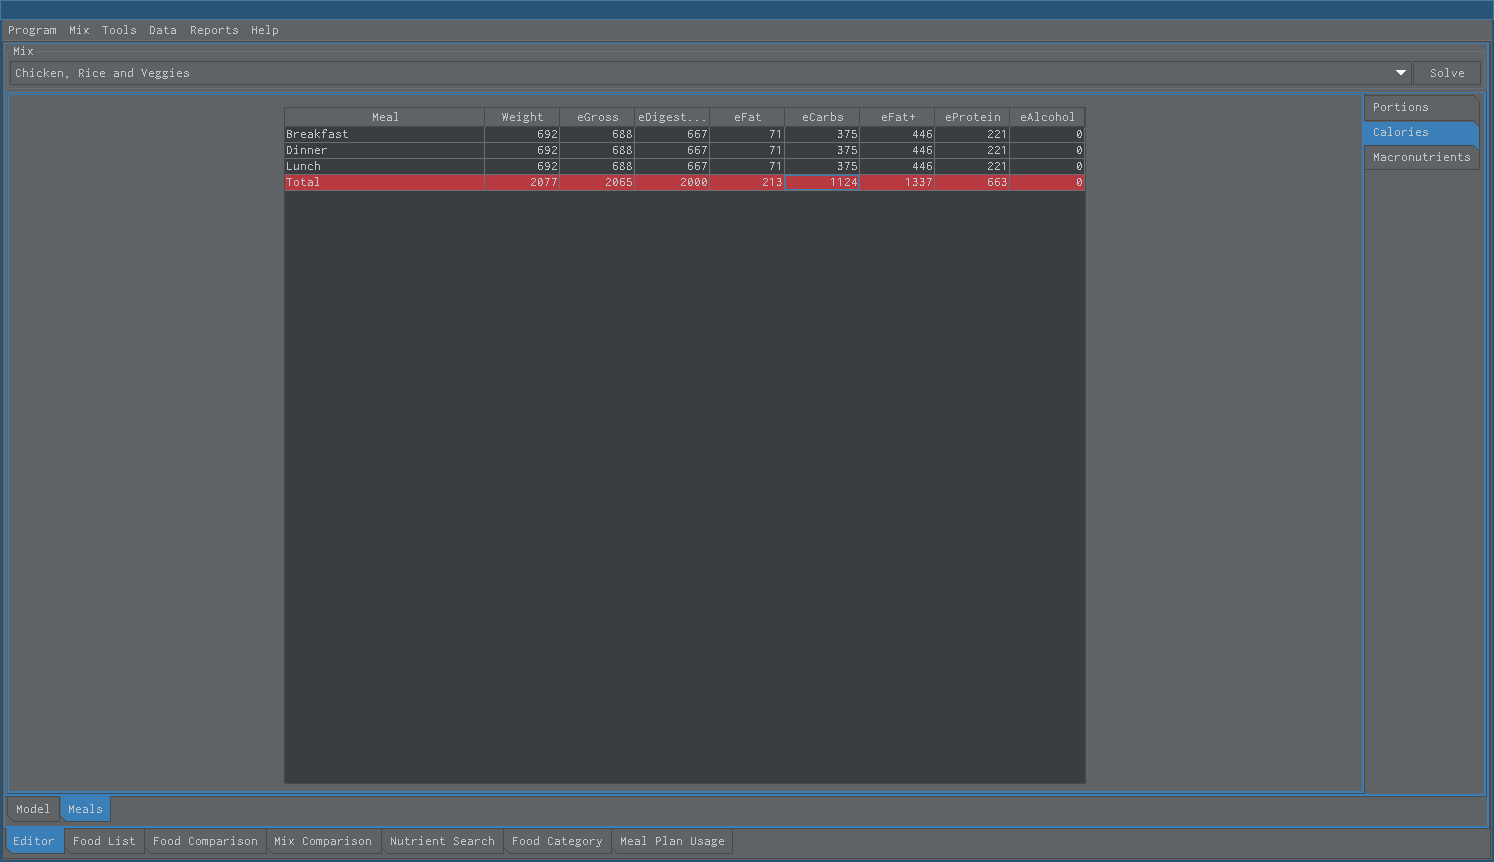 Program Mix Tools Data Reports Help
Mix
Chicken, Rice and Veggies Solve
Meal Weight eGross eDigest... eFat eCarbs eFat+ eProtein eAlcohol
Breakfast 692 688 667 71 375 446 221 0
Dinner 692 688 667 71 375 446 221 0
Lunch 692 688 667 71 375 446 221 0
Total 2077 2065 2000 213 1124 1337 663 0
Portions
Calories
Macronutrients
Model Meals
Editor Food List Food Comparison Mix Comparison Nutrient Search Food Category Meal Plan Usage